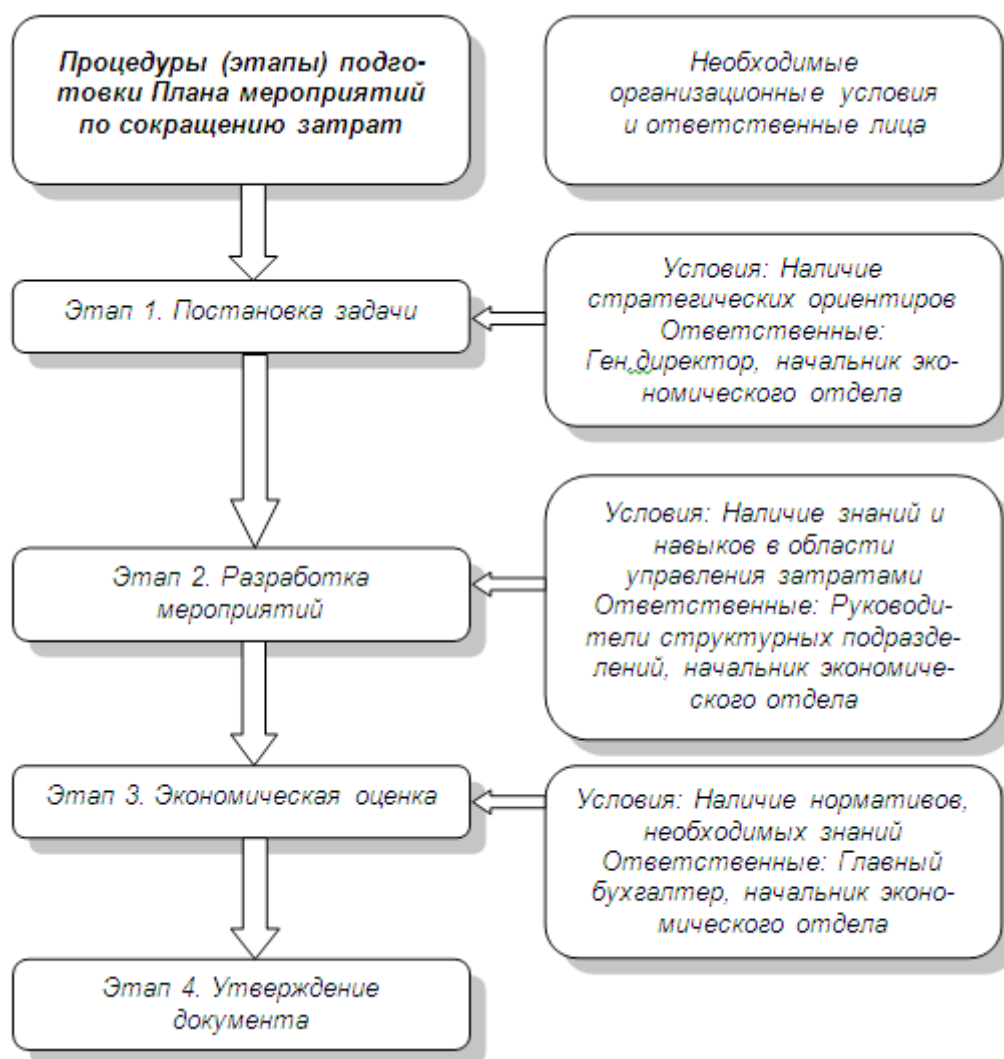 Процедуры (этапы) подго-
товки Плана мероприятий
по сокращению затрат
Необходимые
организационные условия
и ответственные лица
Этап 1. Постановка задачи
Условия: Наличие
стратегических ориентиров
Ответственные:
Ген.директор, начальник эко-
номического отдела
Этап 2. Разработка
мероприятий
Условия: Наличие знаний и
навыков в области
управления затратами
Ответственные: Руководи-
тели структурных подразде-
лений, начальник экономиче-
ского отдела
Этап 3. Экономическая оценка
Условия: Наличие нормативов,
необходимых знаний
Ответственные: Главный
бухгалтер, начальник эконо-
мического отдела
Этап 4. Утверждение
документа